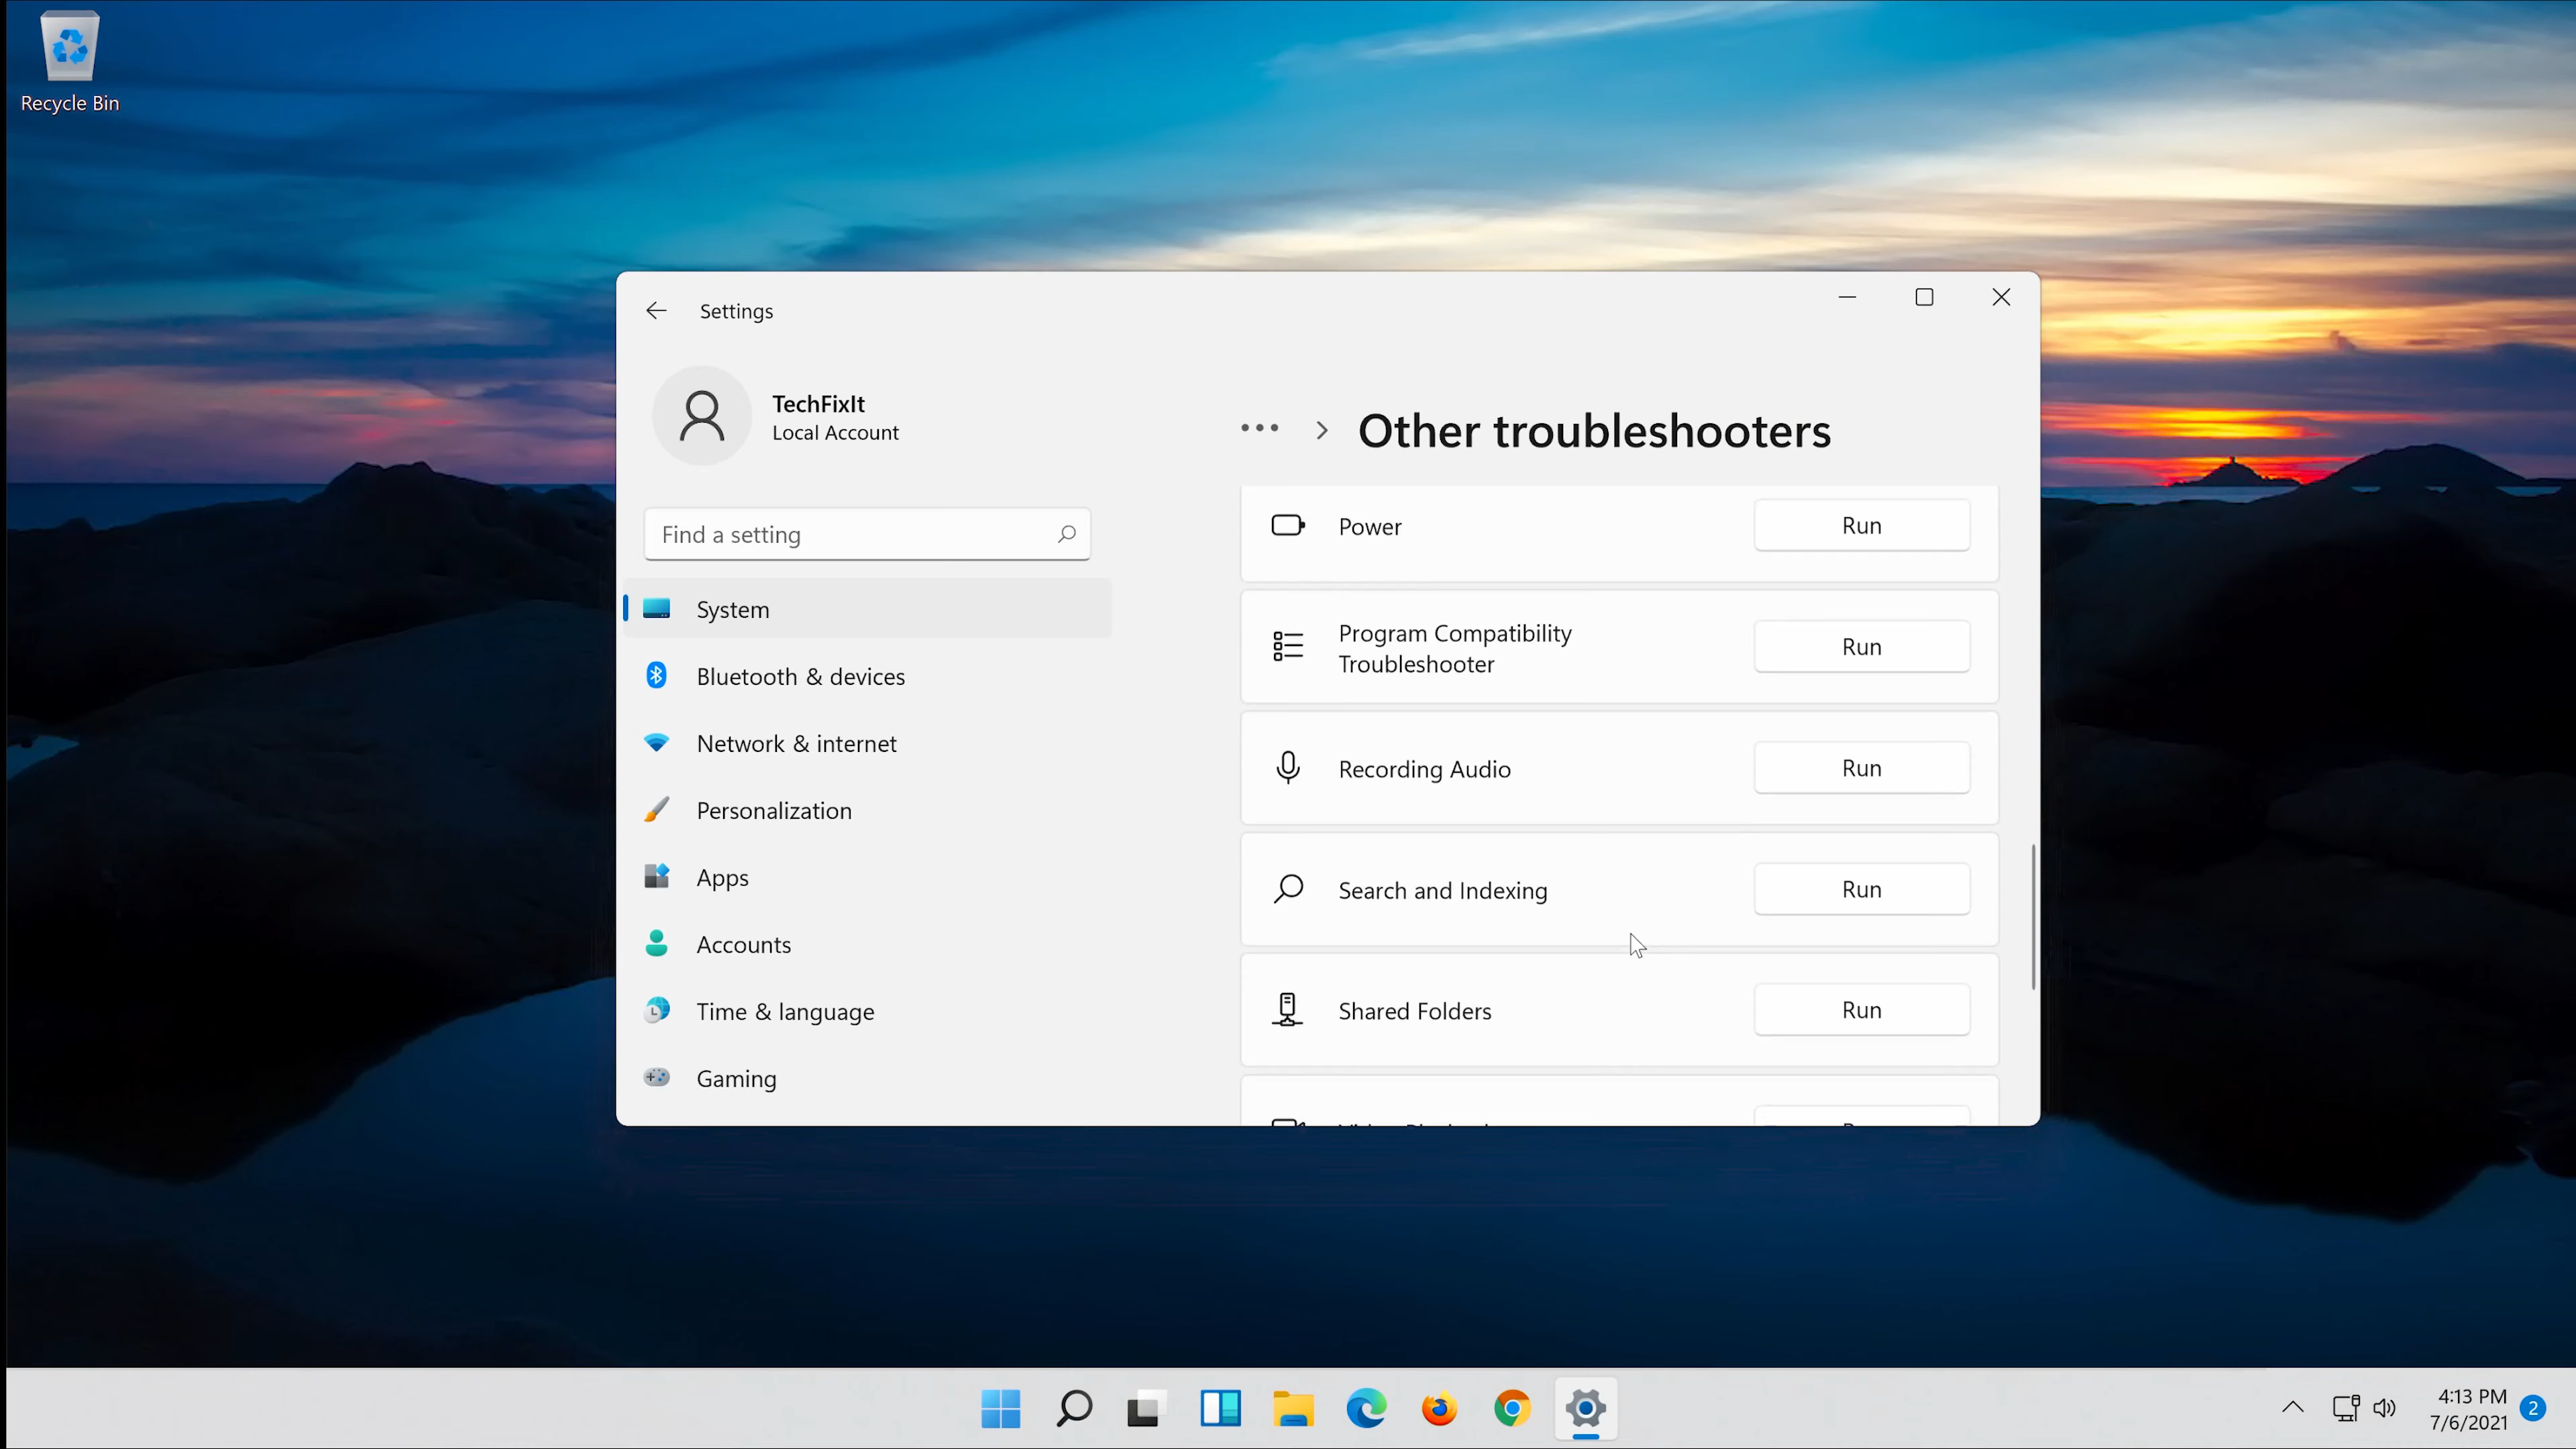 Recycle Bin
Settings
TechFixIt
Local Account
Find a setting
System
Bluetooth & devices
Network & internet
Personalization
Apps
Accounts
Time & language
Gaming
Other troubleshooters
Power
Run
Program Compatibility
Troubleshooter
Run
Recording Audio
Run
Search and Indexing
Run
Shared Folders
Run
4:13 PM
7/6/2021
2